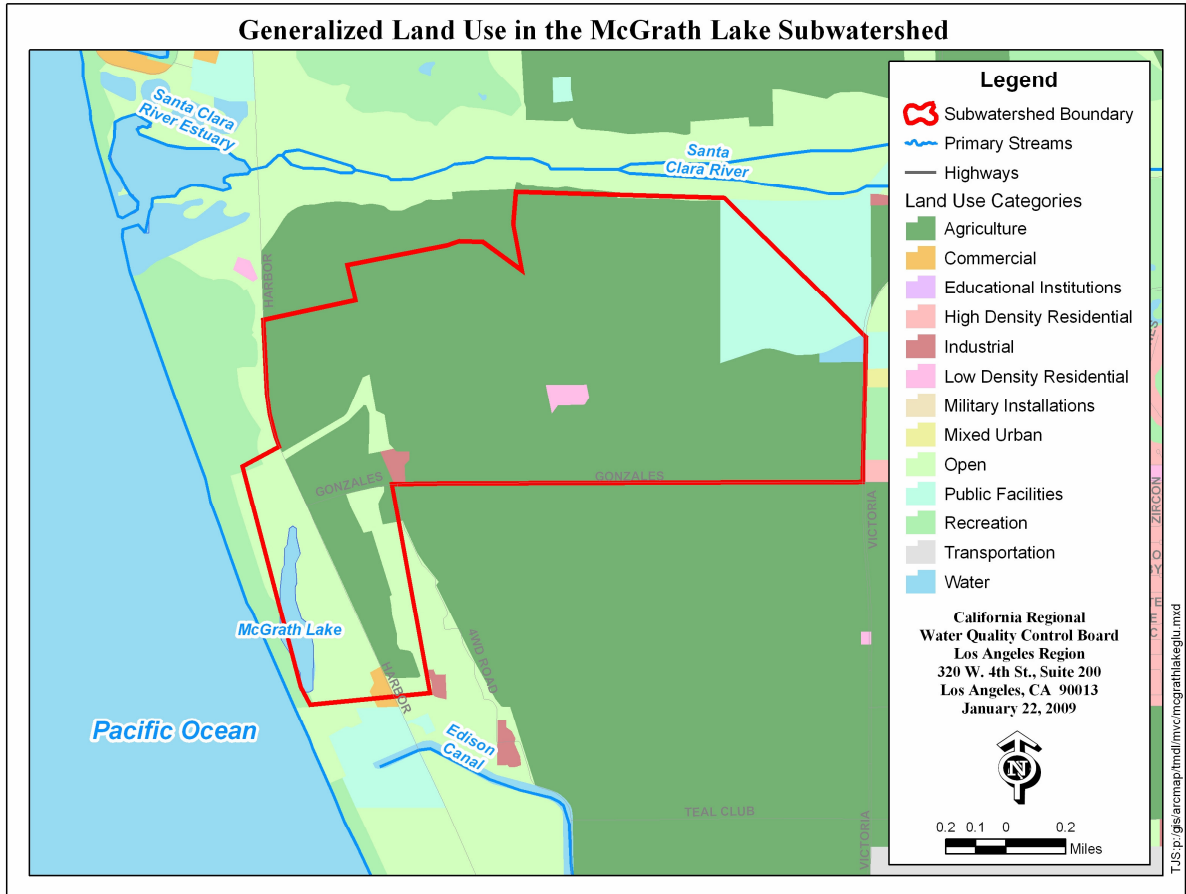 Generalized Land Use in the McGrath Lake Subwatershed
Santa Clara
River Estuary
Santa
Clara River
HARBOR
GONZALES
GONZALES
VICTORIA
McGrath Lake
HARBOR
4WD ROAD
Pacific Ocean
Edison
Canal
TEAL CLUB
VICTORIA
ZIRCON
Legend
Subwatershed Boundary
Primary Streams
Highways
Land Use Categories
Agriculture
Commercial
Educational Institutions
High Density Residential
Industrial
Low Density Residential
Military Installations
Mixed Urban
Open
Public Facilities
Recreation
Transportation
Water
California Regional
Water Quality Control Board
Los Angeles Region
320 W. 4th St., Suite 200
Los Angeles, CA 90013
January 22, 2009
N
0.2 0.1 0 0.2
Miles
TJS:p:/gis/arcmap/tmdl/mvc/mcgrathlakeglu.mxd